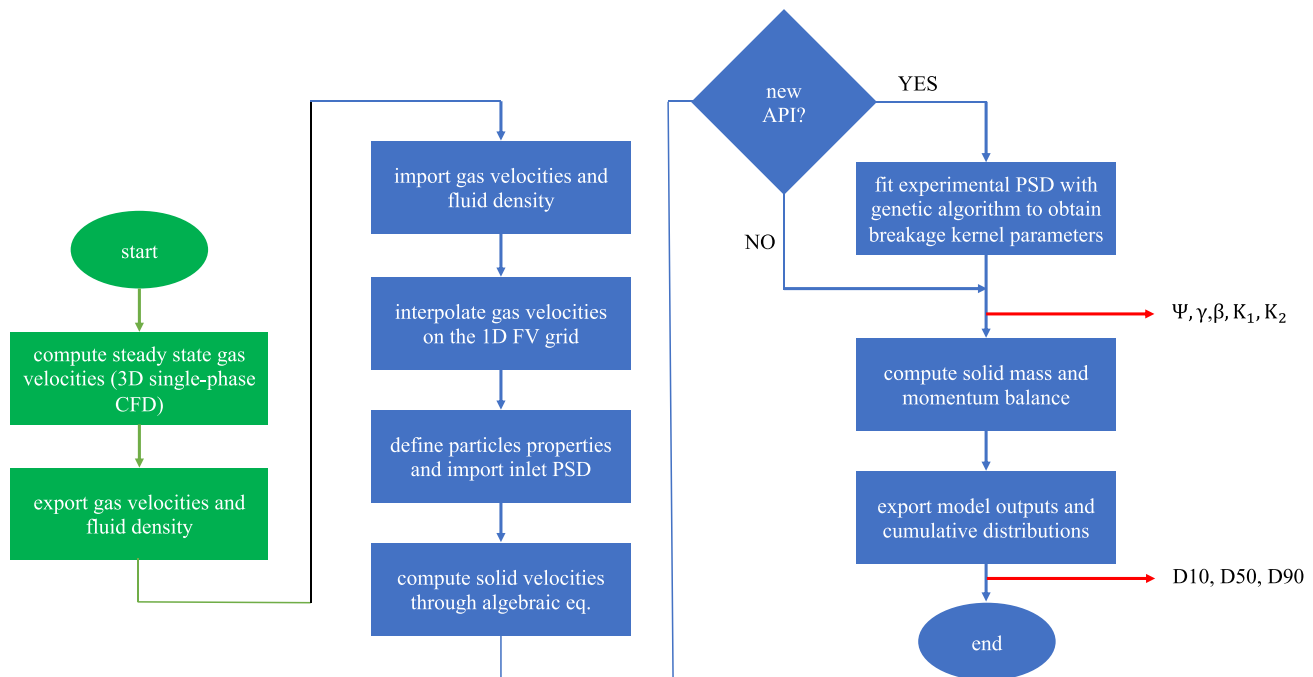 start
compute steady state gas
velocities (3D single-phase
CFD)
export gas velocities and
fluid density
import gas velocities and
fluid density
interpolate gas velocities
on the 1D FV grid
define particles properties
and import inlet PSD
compute solid velocities
through algebraic eq.
new
API?
YES
NO
fit experimental PSD with
genetic algorithm to obtain
breakage kernel parameters
Ψ, γ,β, K₁, K₂
compute solid mass and
momentum balance
export model outputs and
cumulative distributions
D10, D50, D90
end